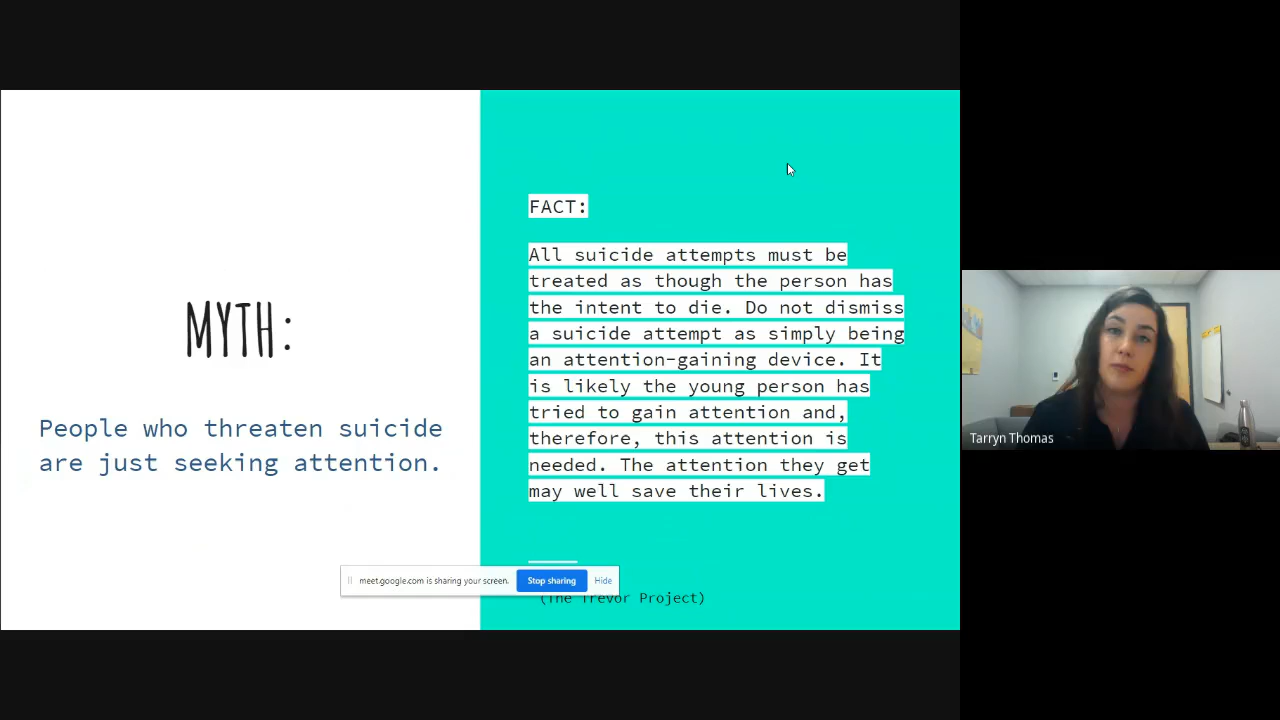 MYTH:
People who threaten suicide
are just seeking attention.
FACT:
All suicide attempts must be
treated as though the person has
the intent to die. Do not dismiss
a suicide attempt as simply being
an attention-gaining device. It
is likely the young person has
tried to gain attention and,
therefore, this attention is
needed. The attention they get
may well save their lives.
meet.google.com is sharing your screen. Stop sharing Hide
(The Trevor Project)
Tarryn Thomas